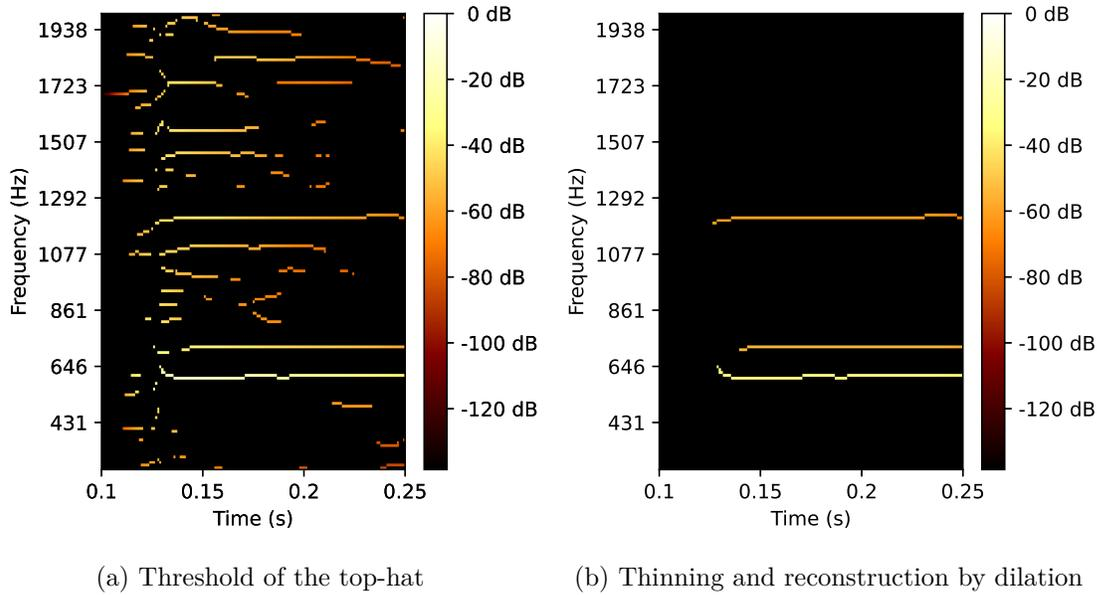 1938
1723
1507
1292
1077
861
646
431
Frequency (Hz)
0.1 0.15 0.2 0.25
Time (s)
0 dB
-20 dB
-40 dB
-60 dB
-80 dB
-100 dB
-120 dB
(a) Threshold of the top-hat
1938
1723
1507
1292
1077
861
646
431
Frequency (Hz)
0.1 0.15 0.2 0.25
Time (s)
0 dB
-20 dB
-40 dB
-60 dB
-80 dB
-100 dB
-120 dB
(b) Thinning and reconstruction by dilation